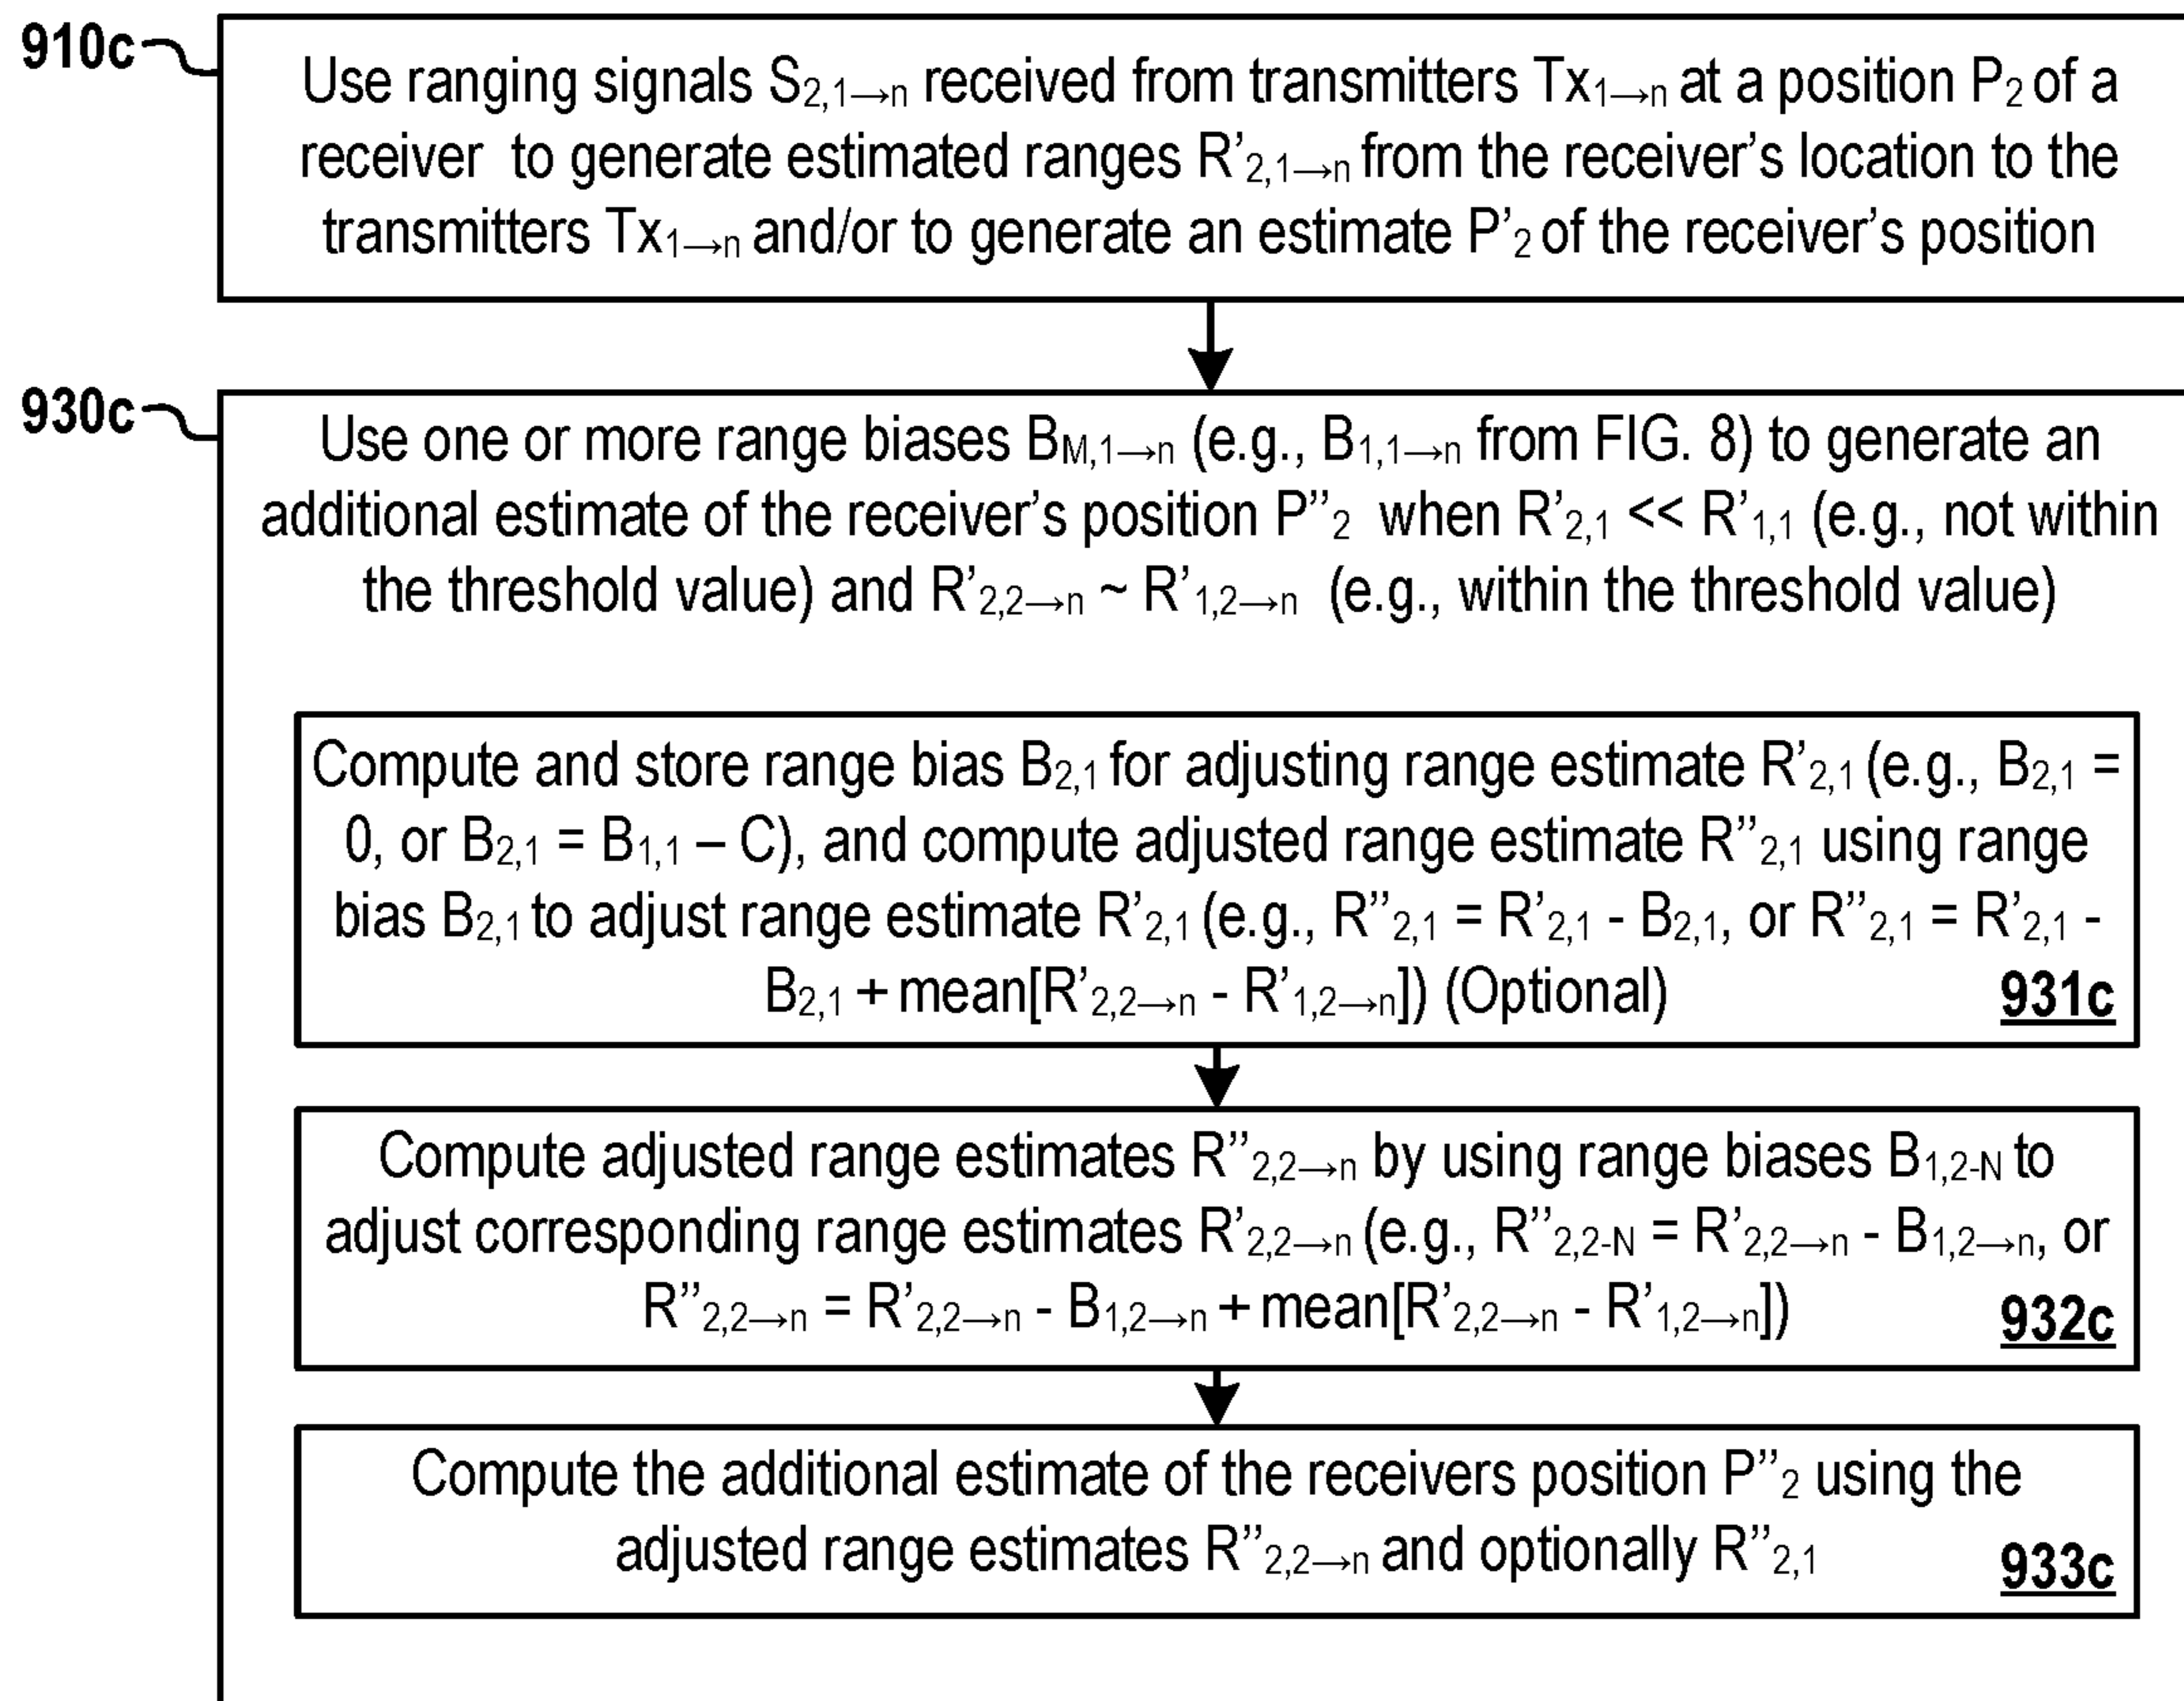 910c
Use ranging signals S2,1→n received from transmitters Tx1→n at a position P2 of a
receiver to generate estimated ranges R’2,1→n from the receiver’s location to the
transmitters Tx1→n and/or to generate an estimate P’2 of the receiver’s position
930c
Use one or more range biases BM,1→n (e.g., B1,1→n from FIG. 8) to generate an
additional estimate of the receiver’s position P”2 when R’2,1 << R’1,1 (e.g., not within
the threshold value) and R’2,2→n ~ R’1,2→n (e.g., within the threshold value)
Compute and store range bias B2,1 for adjusting range estimate R’2,1 (e.g., B2,1 =
0, or B2,1 = B1,1 – C), and compute adjusted range estimate R”2,1 using range
bias B2,1 to adjust range estimate R’2,1 (e.g., R”2,1 = R’2,1 - B2,1, or R”2,1 = R’2,1 -
B2,1 + mean[R’2,2→n - R’1,2→n]) (Optional) 931c
Compute adjusted range estimates R”2,2→n by using range biases B1,2-N to
adjust corresponding range estimates R’2,2→n (e.g., R”2,2-N = R’2,2→n - B1,2→n, or
R”2,2→n = R’2,2→n - B1,2→n + mean[R’2,2→n - R’1,2→n]) 932c
Compute the additional estimate of the receivers position P”2 using the
adjusted range estimates R”2,2→n and optionally R”2,1 933c